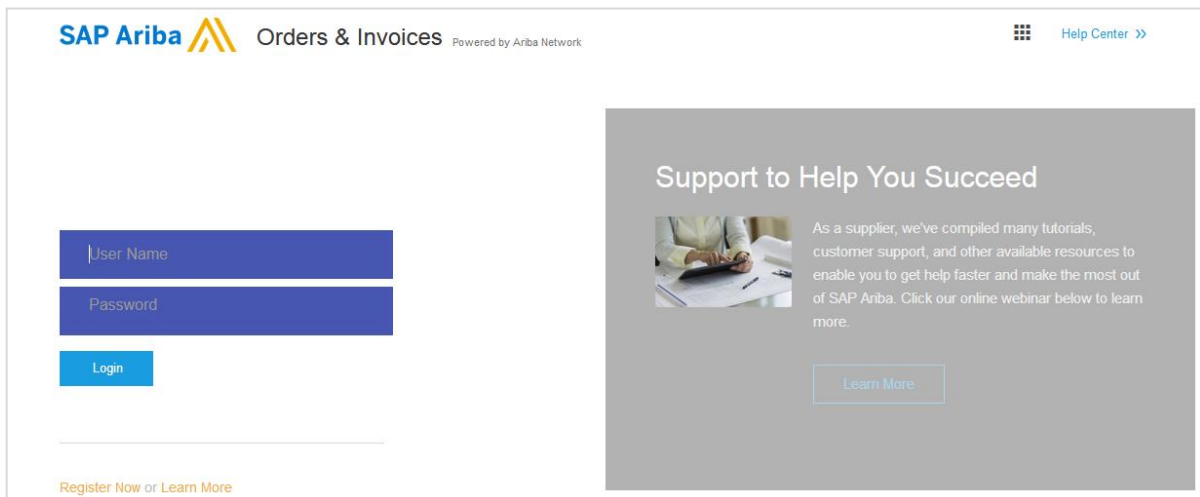 SAP Ariba Orders & Invoices Powered by Ariba Network
Help Center »
User Name
Password
Login
Register Now or Learn More
Support to Help You Succeed
As a supplier, we've compiled many tutorials,
customer support, and other available resources to
enable you to get help faster and make the most out
of SAP Ariba. Click our online webinar below to learn
more.
Learn More